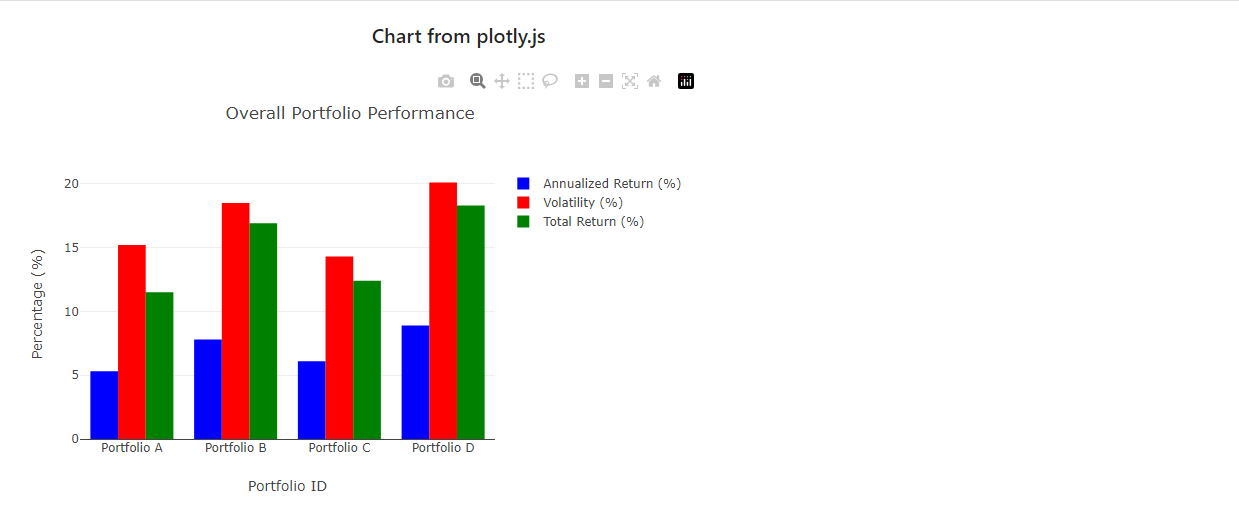 Chart from plotly.js
Overall Portfolio Performance
20
15
10
5
0
Percentage (%)
Portfolio A
Portfolio B
Portfolio C
Portfolio D
Portfolio ID
Annualized Return (%)
Volatility (%)
Total Return (%)